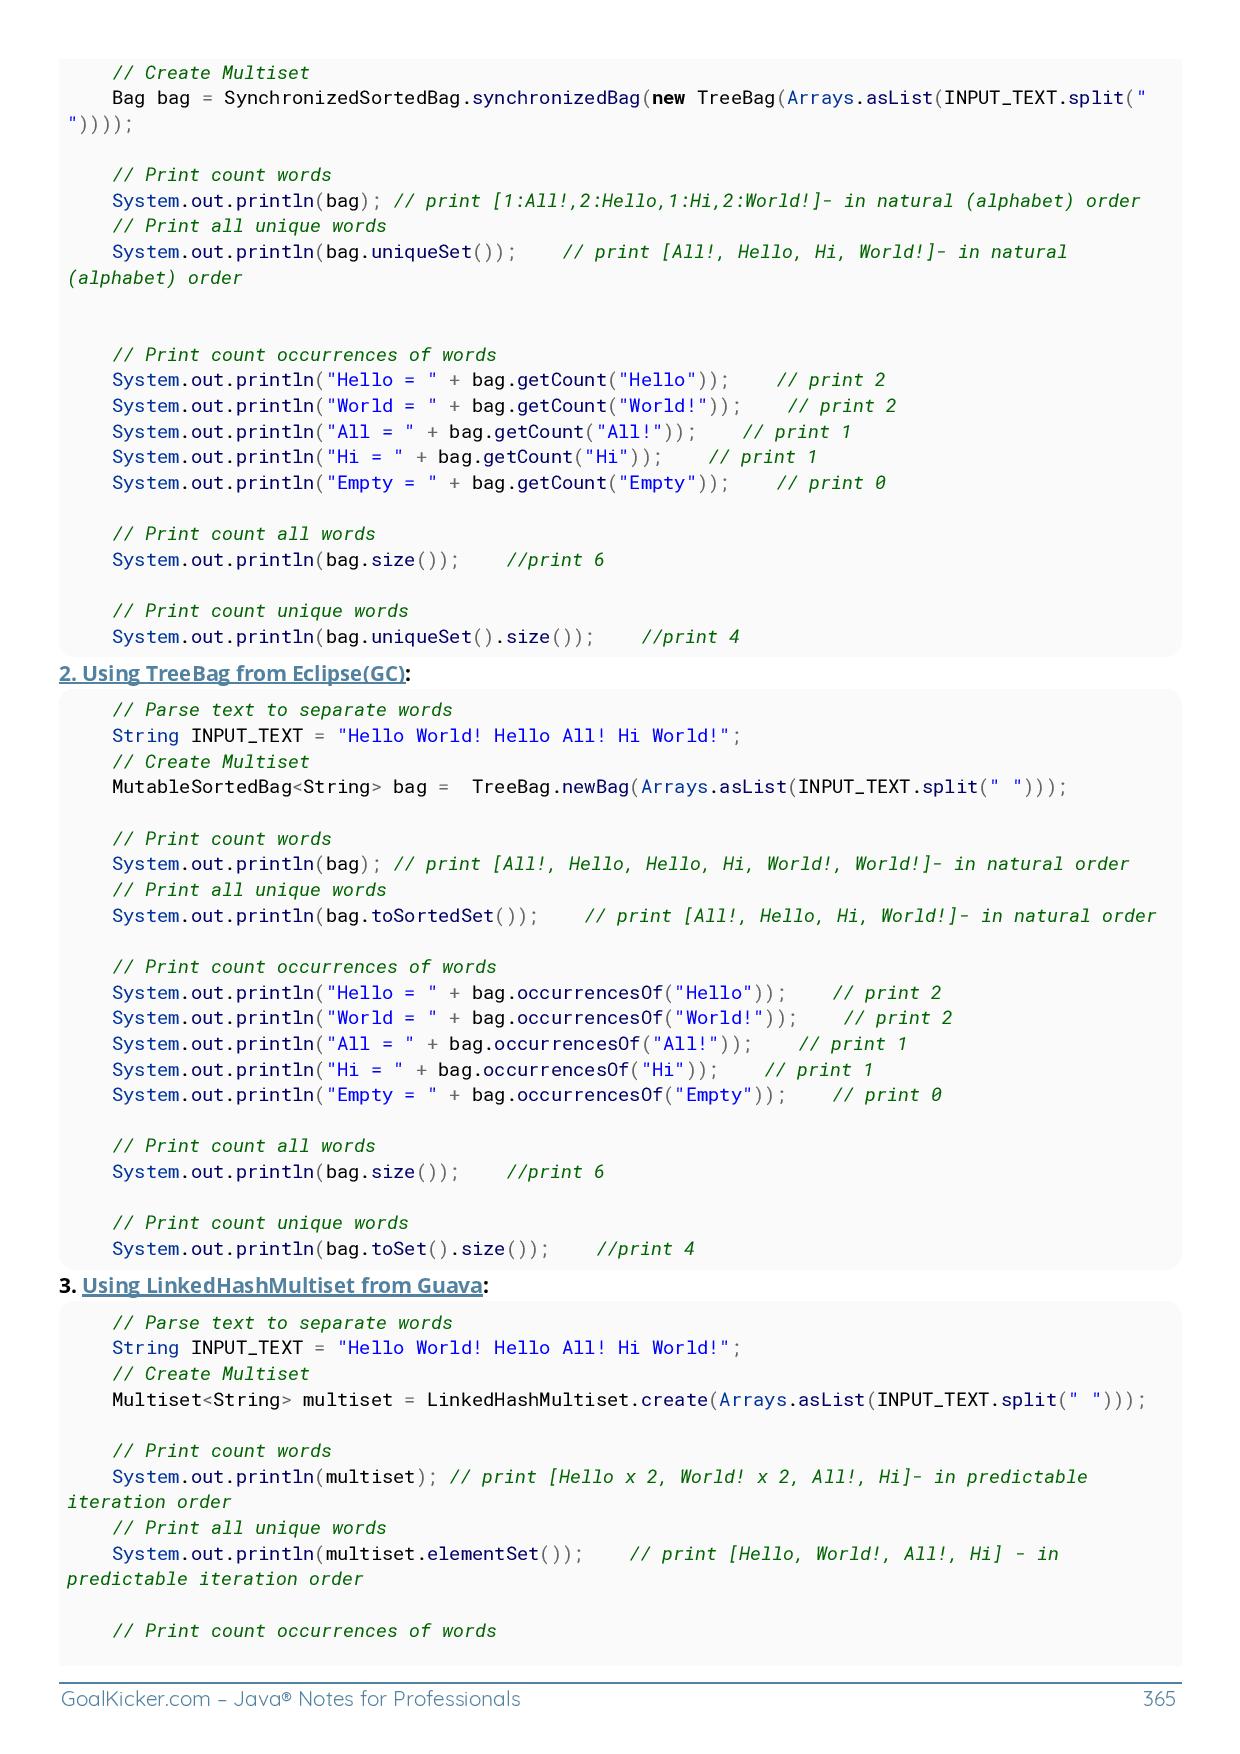 // Create Multiset
Bag bag = SynchronizedSortedBag.synchronizedBag(new TreeBag(Arrays.asList(INPUT_TEXT.split("
"))));
// Print count words
System.out.println(bag); // print [1:All!,2:Hello,1:Hi,2:World!]- in natural (alphabet) order
// Print all unique words
System.out.println(bag.uniqueSet());    // print [All!, Hello, Hi, World!]- in natural
(alphabet) order
// Print count occurrences of words
System.out.println("Hello = " + bag.getCount("Hello"));    // print 2
System.out.println("World = " + bag.getCount("World!"));    // print 2
System.out.println("All = " + bag.getCount("All!"));    // print 1
System.out.println("Hi = " + bag.getCount("Hi"));    // print 1
System.out.println("Empty = " + bag.getCount("Empty"));    // print 0
// Print count all words
System.out.println(bag.size());    //print 6
// Print count unique words
System.out.println(bag.uniqueSet().size());    //print 4
2. Using TreeBag from Eclipse(GC):
// Parse text to separate words
String INPUT_TEXT = "Hello World! Hello All! Hi World!";
// Create Multiset
MutableSortedBag<String> bag =  TreeBag.newBag(Arrays.asList(INPUT_TEXT.split(" ")));
// Print count words
System.out.println(bag); // print [All!, Hello, Hello, Hi, World!, World!]- in natural order
// Print all unique words
System.out.println(bag.toSortedSet());    // print [All!, Hello, Hi, World!]- in natural order
// Print count occurrences of words
System.out.println("Hello = " + bag.occurrencesOf("Hello"));    // print 2
System.out.println("World = " + bag.occurrencesOf("World!"));    // print 2
System.out.println("All = " + bag.occurrencesOf("All!"));    // print 1
System.out.println("Hi = " + bag.occurrencesOf("Hi"));    // print 1
System.out.println("Empty = " + bag.occurrencesOf("Empty"));    // print 0
// Print count all words
System.out.println(bag.size());    //print 6
// Print count unique words
System.out.println(bag.toSet().size());    //print 4
3. Using LinkedHashMultiset from Guava:
// Parse text to separate words
String INPUT_TEXT = "Hello World! Hello All! Hi World!";
// Create Multiset
Multiset<String> multiset = LinkedHashMultiset.create(Arrays.asList(INPUT_TEXT.split(" ")));
// Print count words
System.out.println(multiset); // print [Hello x 2, World! x 2, All!, Hi]- in predictable
iteration order
// Print all unique words
System.out.println(multiset.elementSet());    // print [Hello, World!, All!, Hi] - in
predictable iteration order
// Print count occurrences of words
GoalKicker.com – Java® Notes for Professionals 365